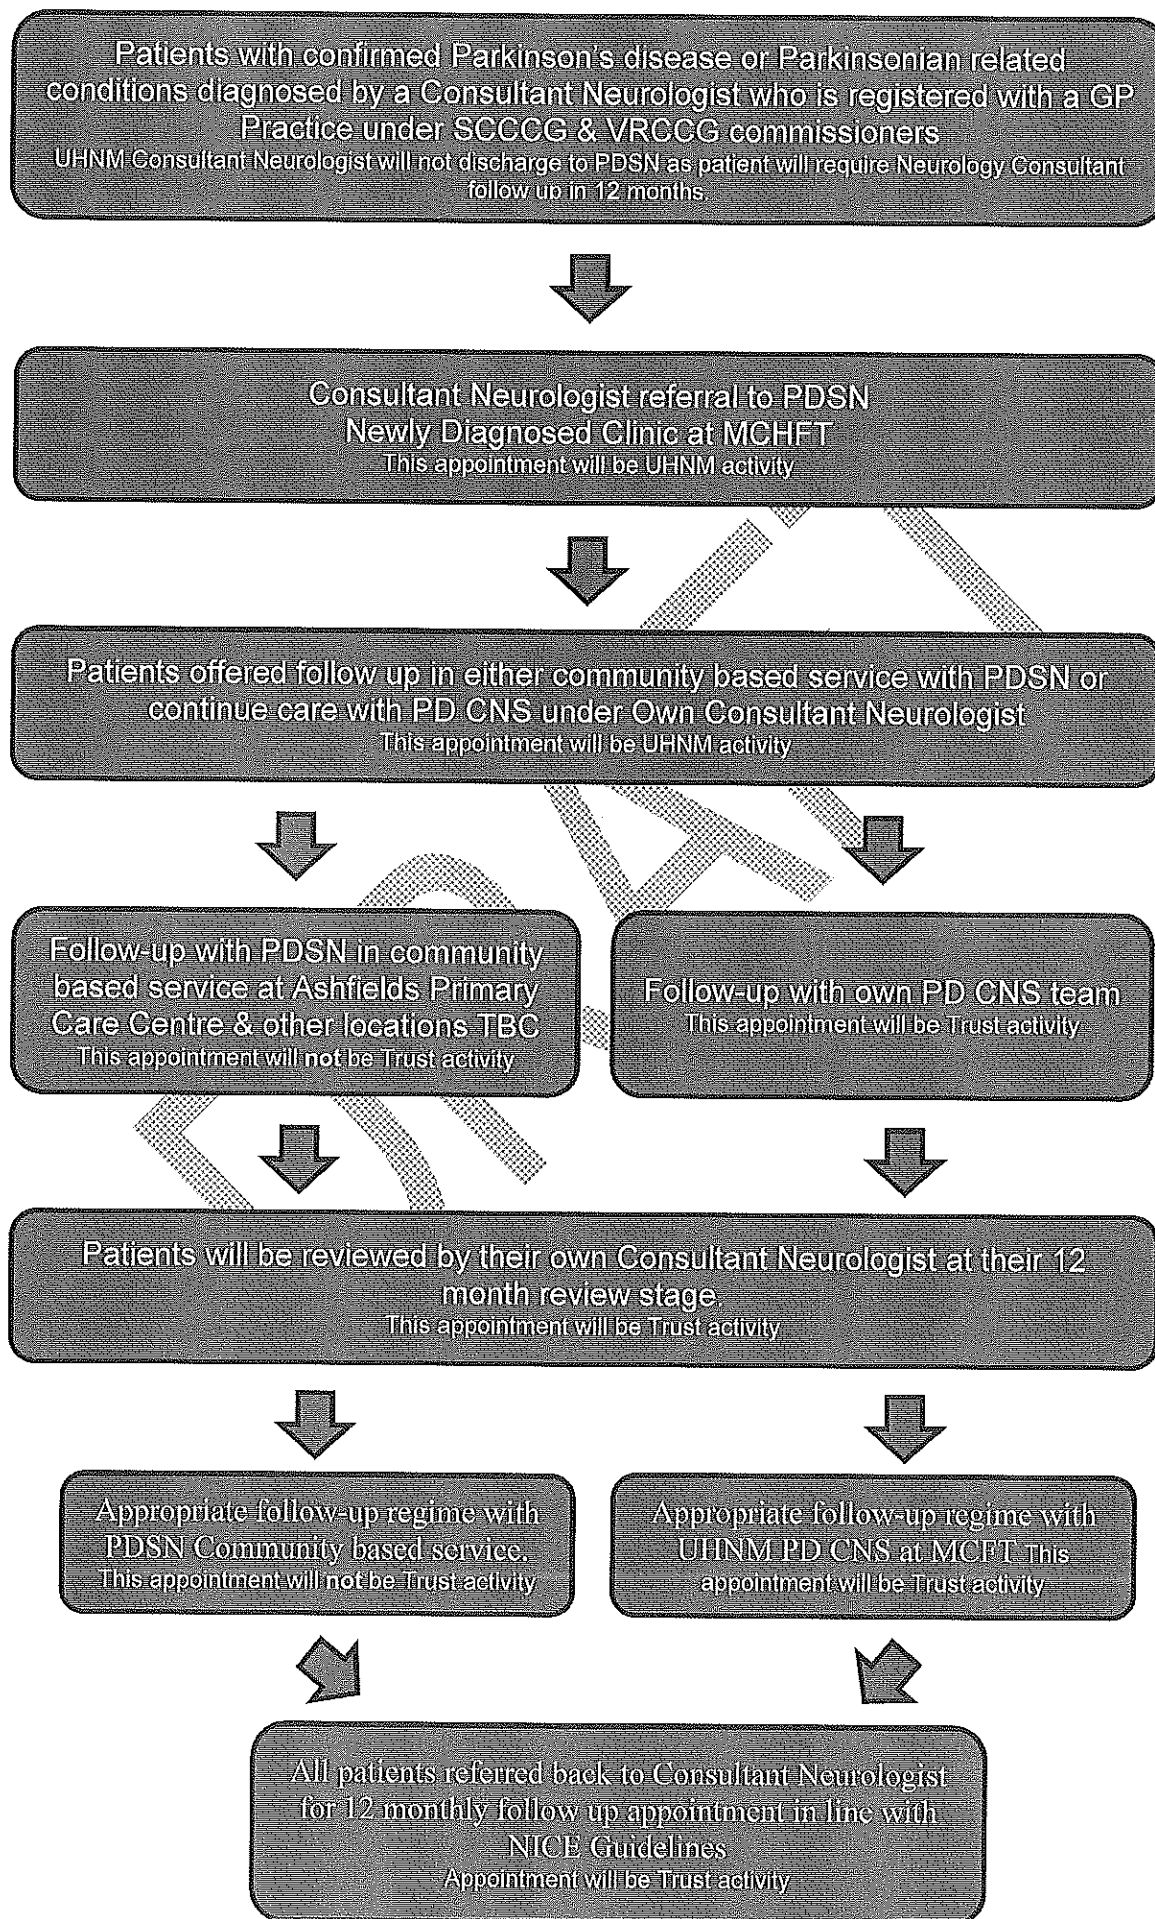 Patients with confirmed Parkinson's disease or Parkinsonian related
conditions diagnosed by a Consultant Neurologist who is registered with a GP
Practice under SCCCG & VRCCG commissioners
UHNM Consultant Neurologist will not discharge to PDSN as patient will require Neurology Consultant
follow up in 12 months.
Consultant Neurologist referral to PDSN
Newly Diagnosed Clinic at MCHFT
This appointment will be UHNM activity
Patients offered follow up in either community based service with PDSN or
continue care with PD CNS under Own Consultant Neurologist
This appointment will be UHNM activity
Follow-up with PDSN in community
based service at Ashfields Primary
Care Centre & other locations TBC
This appointment will not be Trust activity
Follow-up with own PD CNS team
This appointment will be Trust activity
Patients will be reviewed by their own Consultant Neurologist at their 12
month review stage.
This appointment will be Trust activity
Appropriate follow-up regime with
PDSN Community based service.
This appointment will not be Trust activity
Appropriate follow-up regime with
UHNM PD CNS at MCFT This
appointment will be Trust activity
All patients referred back to Consultant Neurologist
for 12 monthly follow up appointment in line with
NICE Guidelines
Appointment will be Trust activity
DRAFT